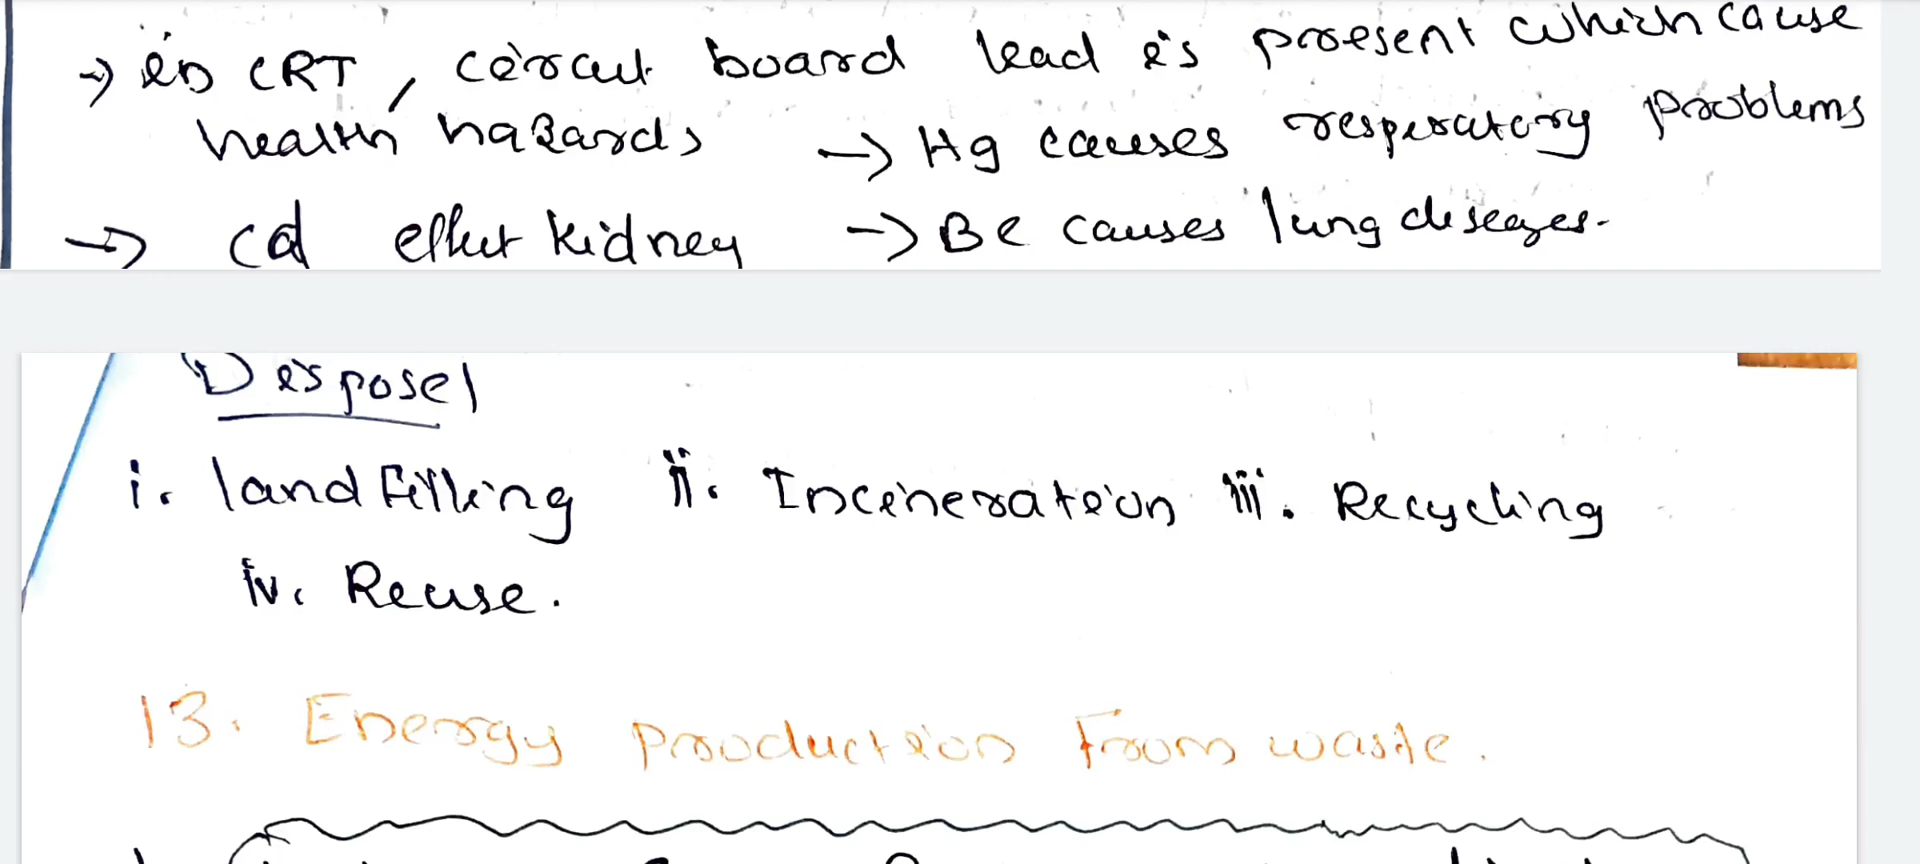 → in CRT, circuit board lead is present which cause
health hazards → Hg causes respiratory problems
→ Cd effect kidney → Be causes lung diseases.
Disposel
i. land filling ii. Incineration iii. Recycling
iv. Reuse.
13. Energy production From waste.